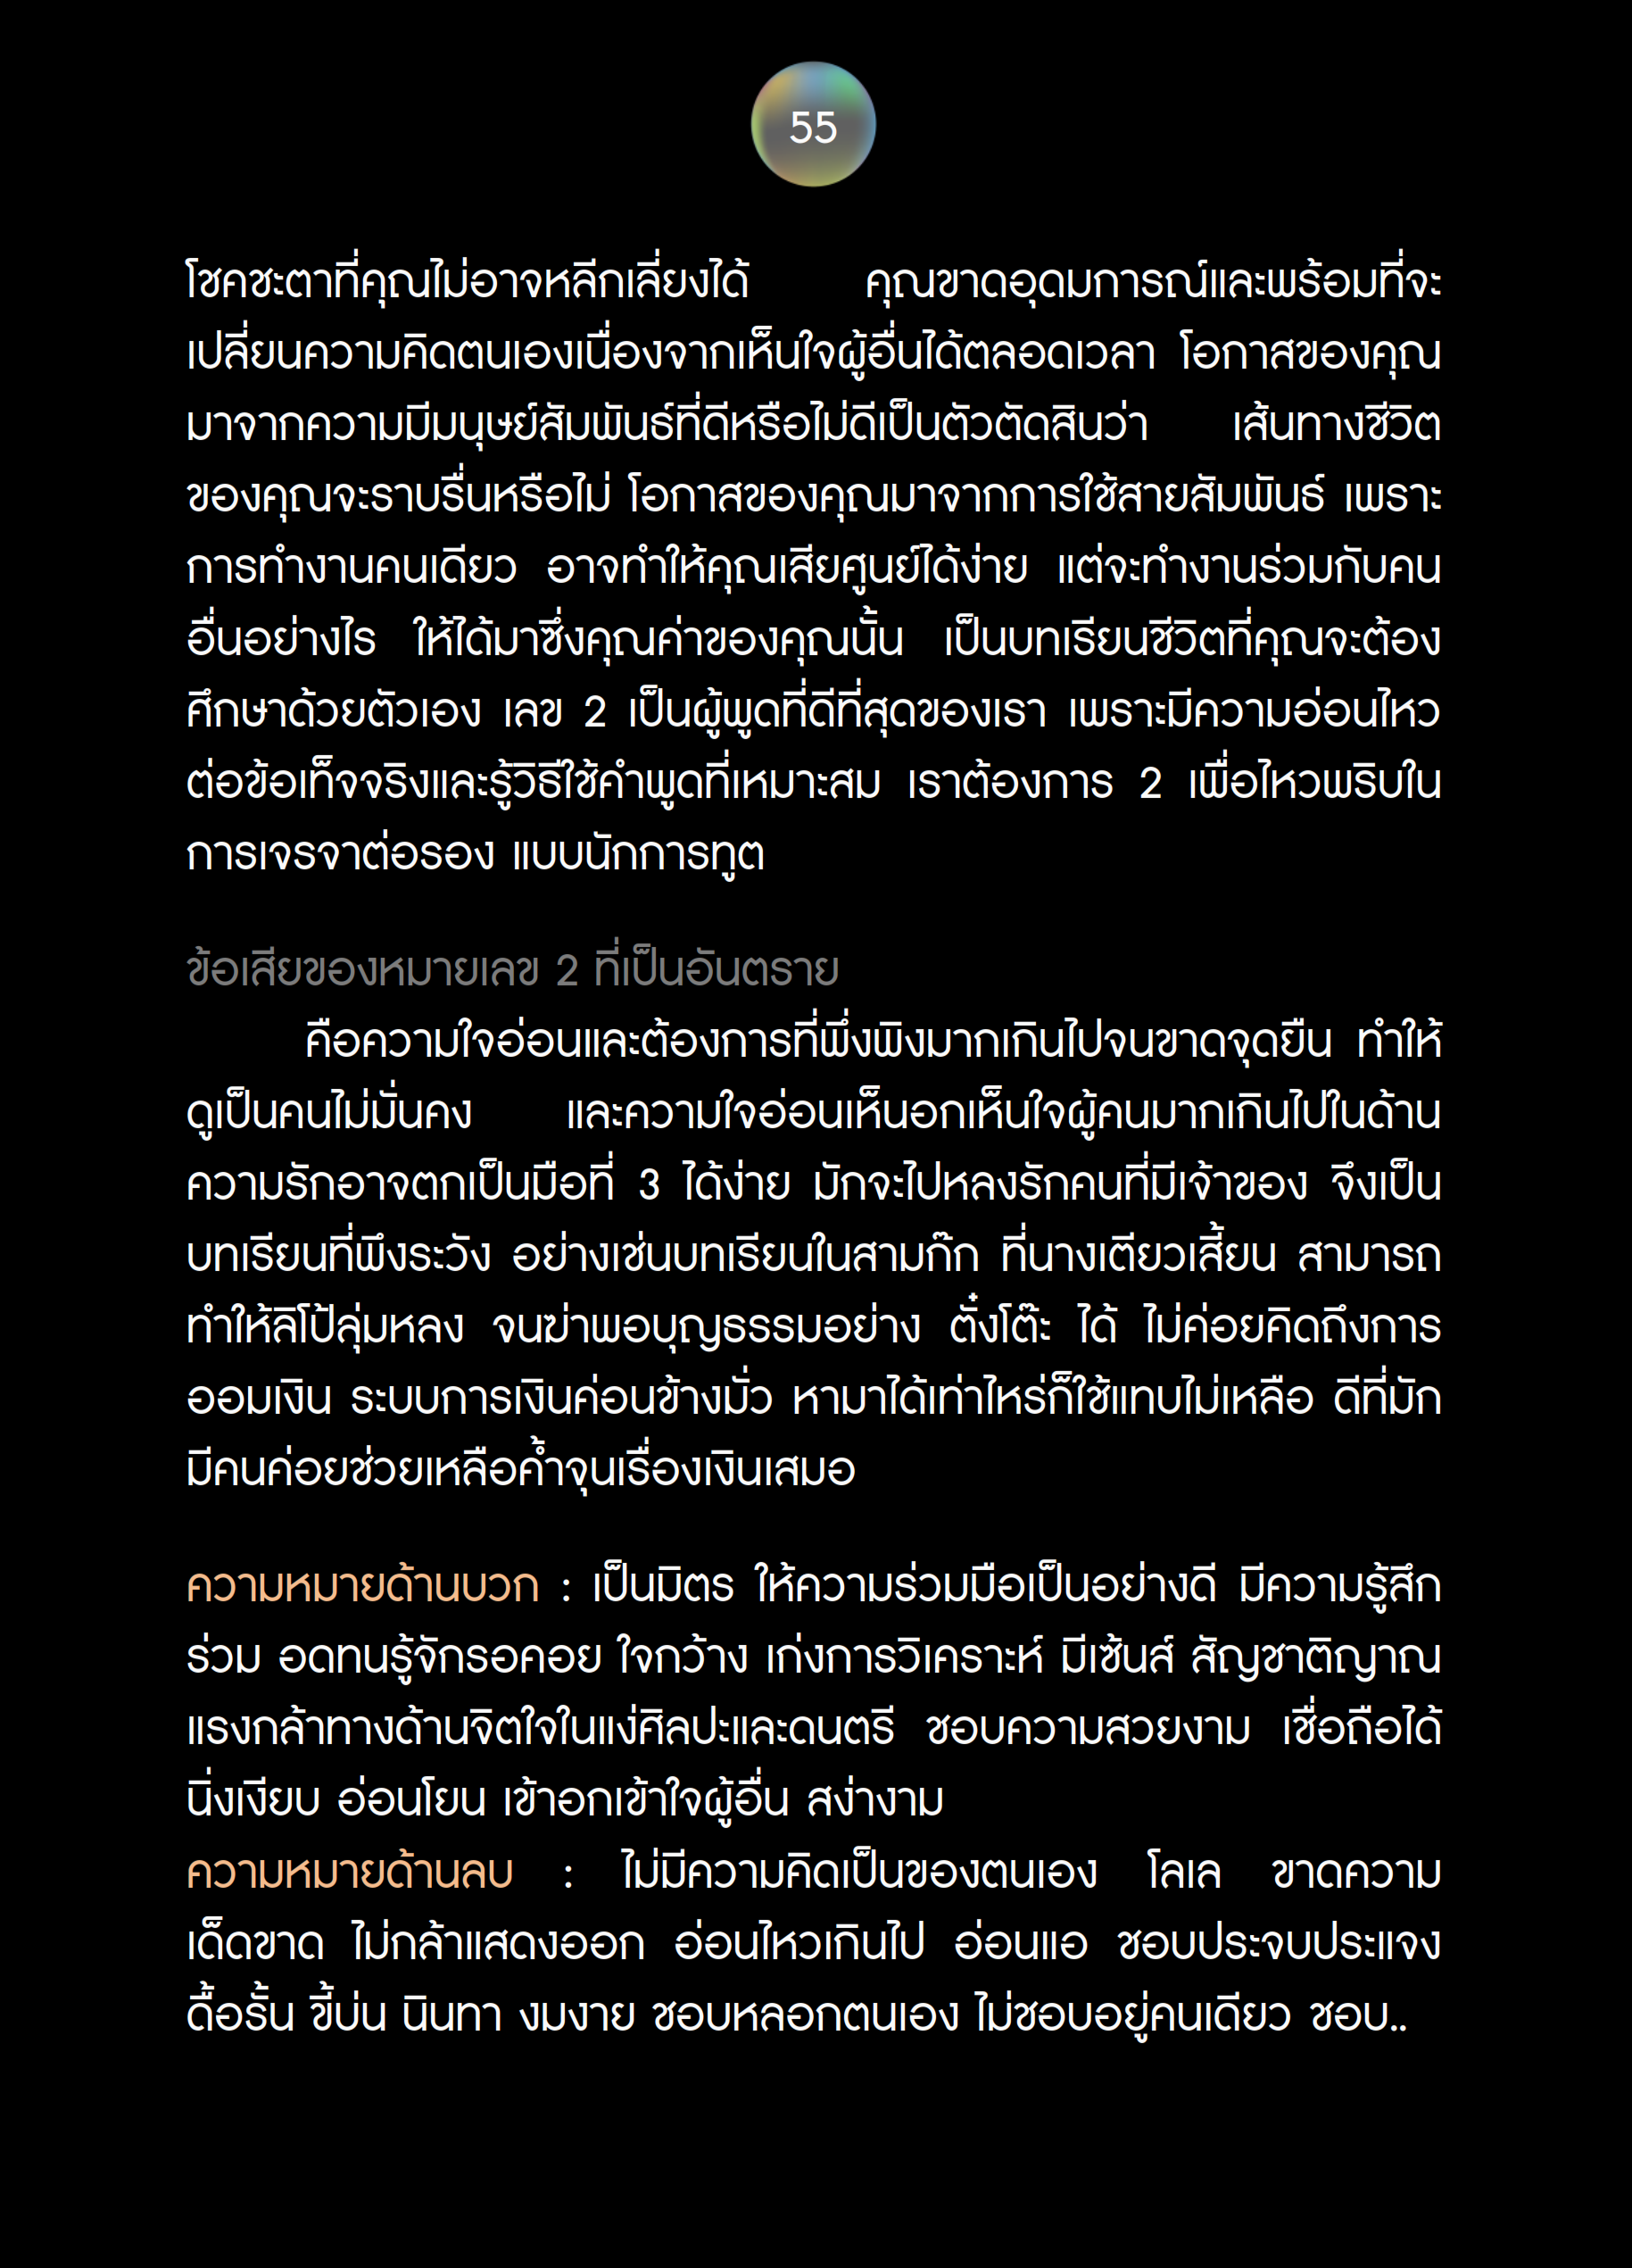 55
โชคชะตาที่คุณไม่อาจหลีกเลี่ยงได้ คุณขาดอุดมการณ์และพร้อมที่จะ
เปลี่ยนความคิดตนเองเนื่องจากเห็นใจผู้อื่นได้ตลอดเวลา โอกาสของคุณ
มาจากความมีมนุษย์สัมพันธ์ที่ดีหรือไม่ดีเป็นตัวตัดสินว่า เส้นทางชีวิต
ของคุณจะราบรื่นหรือไม่ โอกาสของคุณมาจากการใช้สายสัมพันธ์ เพราะ
การทำงานคนเดียว อาจทำให้คุณเสียศูนย์ได้ง่าย แต่จะทำงานร่วมกับคน
อื่นอย่างไร ให้ได้มาซึ่งคุณค่าของคุณนั้น เป็นบทเรียนชีวิตที่คุณจะต้อง
ศึกษาด้วยตัวเอง เลข 2 เป็นผู้พูดที่ดีที่สุดของเรา เพราะมีความอ่อนไหว
ต่อข้อเท็จจริงและรู้วิธีใช้คำพูดที่เหมาะสม เราต้องการ 2 เพื่อไหวพริบใน
การเจรจาต่อรอง แบบนักการทูต
ข้อเสียของหมายเลข 2 ที่เป็นอันตราย
คือความใจอ่อนและต้องการที่พึ่งพิงมากเกินไปจนขาดจุดยืน ทำให้
ดูเป็นคนไม่มั่นคง และความใจอ่อนเห็นอกเห็นใจผู้คนมากเกินไปในด้าน
ความรักอาจตกเป็นมือที่ 3 ได้ง่าย มักจะไปหลงรักคนที่มีเจ้าของ จึงเป็น
บทเรียนที่พึงระวัง อย่างเช่นบทเรียนในสามก๊ก ที่นางเตียวเสี้ยน สามารถ
ทำให้ลิโป้ลุ่มหลง จนฆ่าพอบุญธรรมอย่าง ตั๋งโต๊ะ ได้ ไม่ค่อยคิดถึงการ
ออมเงิน ระบบการเงินค่อนข้างมั่ว หามาได้เท่าไหร่ก็ใช้แทบไม่เหลือ ดีที่มัก
มีคนค่อยช่วยเหลือค้ำจุนเรื่องเงินเสมอ
ความหมายด้านบวก : เป็นมิตร ให้ความร่วมมือเป็นอย่างดี มีความรู้สึก
ร่วม อดทนรู้จักรอคอย ใจกว้าง เก่งการวิเคราะห์ มีเซ้นส์ สัญชาติญาณ
แรงกล้าทางด้านจิตใจในแง่ศิลปะและดนตรี ชอบความสวยงาม เชื่อถือได้
นิ่งเงียบ อ่อนโยน เข้าอกเข้าใจผู้อื่น สง่างาม
ความหมายด้านลบ : ไม่มีความคิดเป็นของตนเอง โลเล ขาดความ
เด็ดขาด ไม่กล้าแสดงออก อ่อนไหวเกินไป อ่อนแอ ชอบประจบประแจง
ดื้อรั้น ขี้บ่น นินทา งมงาย ชอบหลอกตนเอง ไม่ชอบอยู่คนเดียว ชอบ..